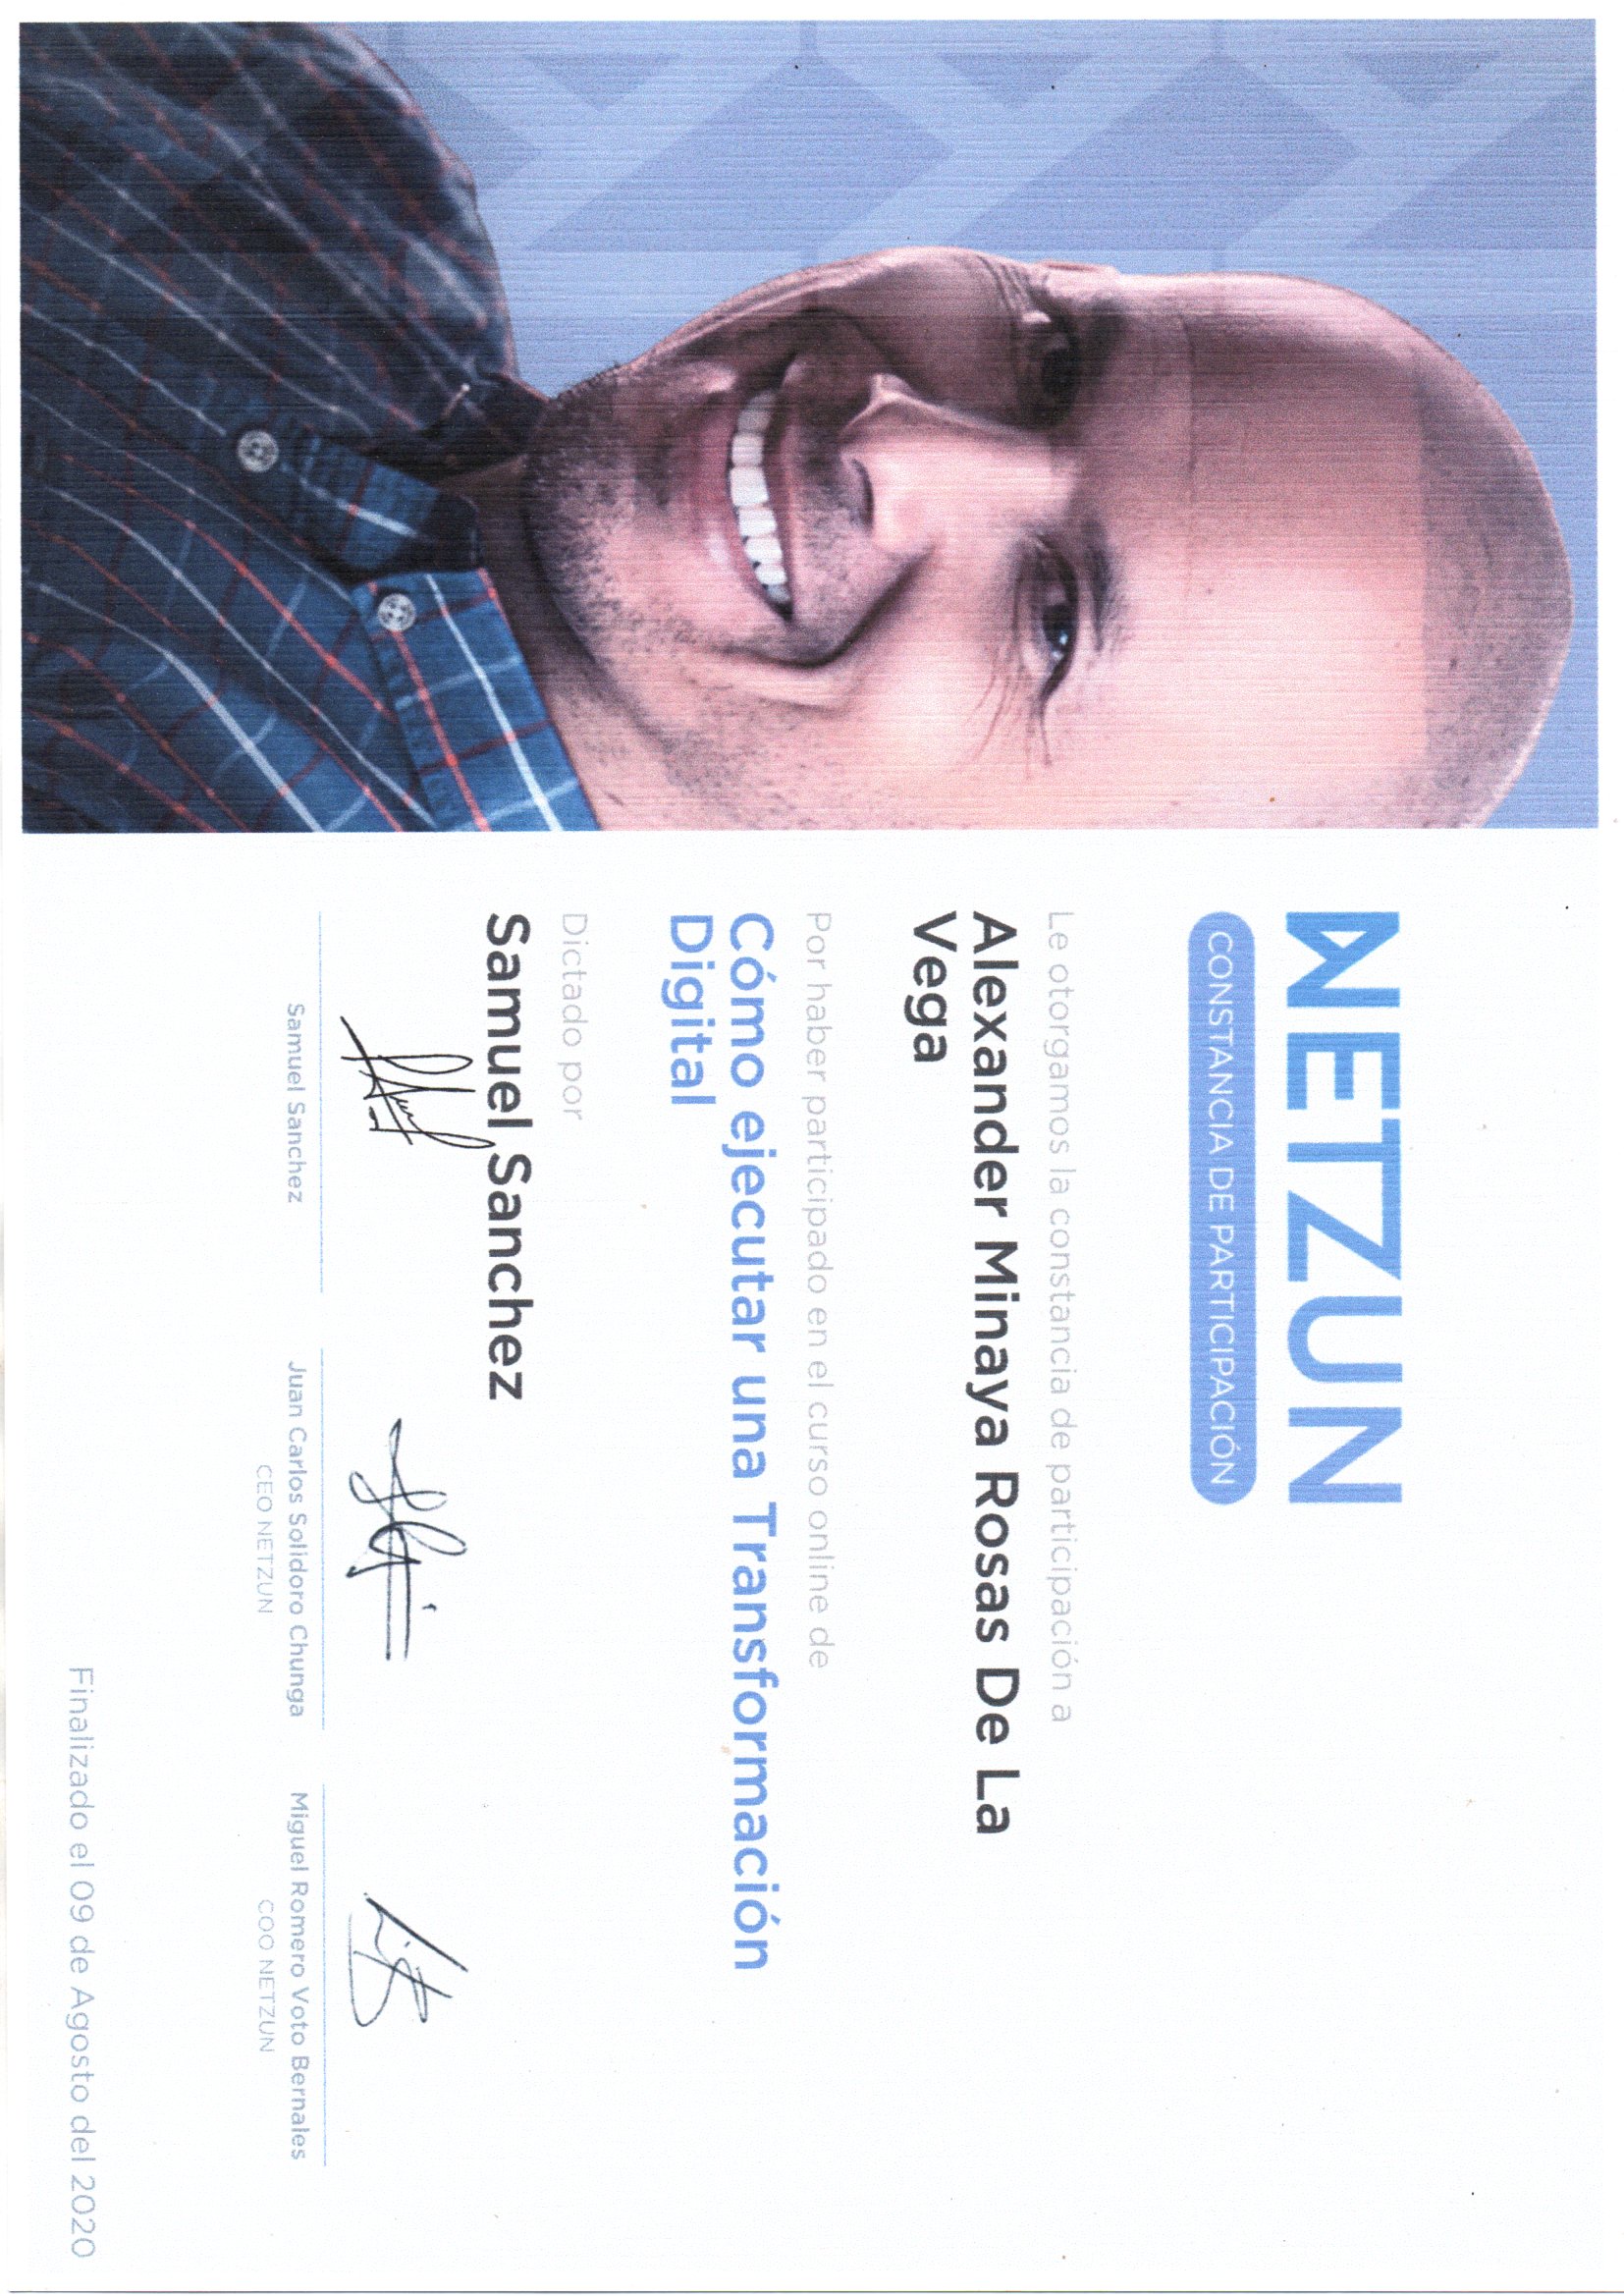 NETZUN
CONSTANCIA DE PARTICIPACIÓN
Le otorgamos la constancia de participación a
Alexander Minaya Rosas De La
Vega
Por haber participado en el curso online de
Cómo ejecutar una Transformación
Digital
Dictado por
Samuel Sanchez
Samuel Sanchez
Juan Carlos Solidoro Chunga
CEO NETZUN
Miguel Romero Voto Bernales
COO NETZUN
Finalizado el 09 de Agosto del 2020